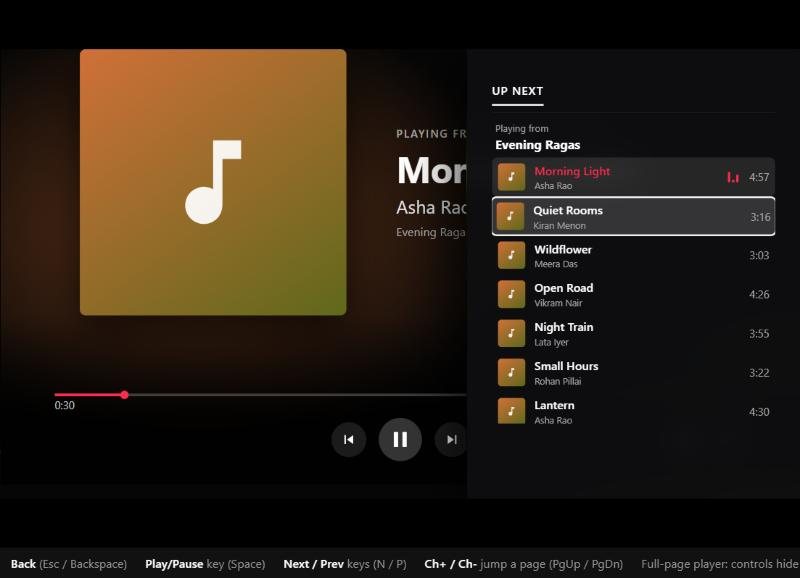 PLAYING FR
Mor
Asha Rao
Evening Raga
0:30
UP NEXT
Playing from
Evening Ragas
Morning Light 4:57
Asha Rao
Quiet Rooms 3:16
Kiran Menon
Wildflower 3:03
Meera Das
Open Road 4:26
Vikram Nair
Night Train 3:55
Lata Iyer
Small Hours 3:22
Rohan Pillai
Lantern 4:30
Asha Rao
Back (Esc / Backspace) Play/Pause key (Space) Next / Prev keys (N / P) Ch+ / Ch- jump a page (PgUp / PgDn) Full-page player: controls hide